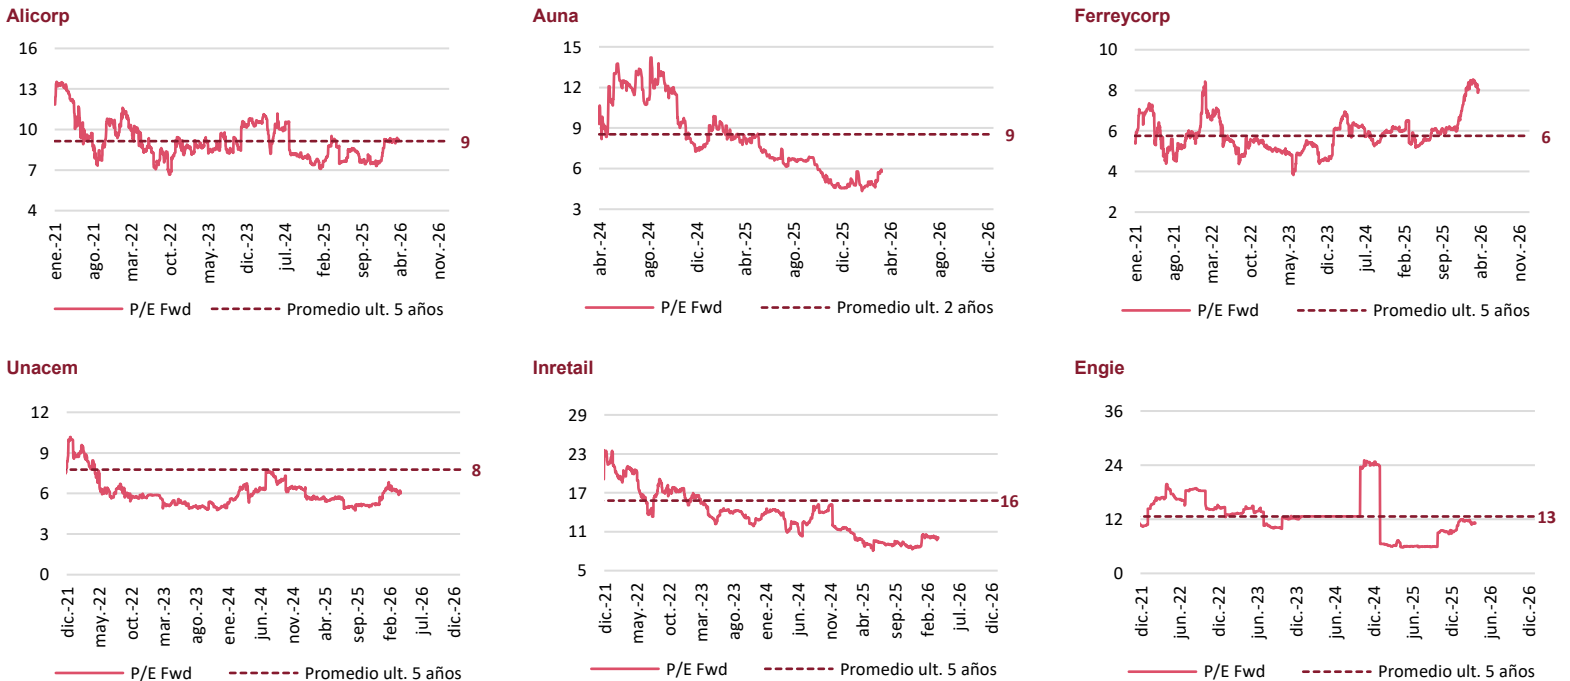 Alicorp
16
13
10
7
4
9
ene.-21
ago.-21
mar.-22
oct.-22
may.-23
dic.-23
jul.-24
feb.-25
sep.-25
abr.-26
nov.-26
P/E Fwd
Promedio ult. 5 años
Auna
15
12
9
6
3
9
abr.-24
ago.-24
dic.-24
abr.-25
ago.-25
dic.-25
abr.-26
ago.-26
dic.-26
P/E Fwd
Promedio ult. 2 años
Ferreycorp
10
8
6
4
2
6
ene.-21
ago.-21
mar.-22
oct.-22
may.-23
dic.-23
jul.-24
feb.-25
sep.-25
abr.-26
nov.-26
P/E Fwd
Promedio ult. 5 años
Unacem
12
9
6
3
0
8
dic.-21
may.-22
oct.-22
mar.-23
ago.-23
ene.-24
jun.-24
nov.-24
abr.-25
sep.-25
feb.-26
jul.-26
dic.-26
P/E Fwd
Promedio ult. 5 años
Inretail
29
23
17
11
5
16
dic.-21
may.-22
oct.-22
mar.-23
ago.-23
ene.-24
jun.-24
nov.-24
abr.-25
sep.-25
feb.-26
jul.-26
dic.-26
P/E Fwd
Promedio ult. 5 años
Engie
36
24
12
0
13
dic.-21
jun.-22
dic.-22
jun.-23
dic.-23
jun.-24
dic.-24
jun.-25
dic.-25
jun.-26
dic.-26
P/E Fwd
Promedio ult. 5 años